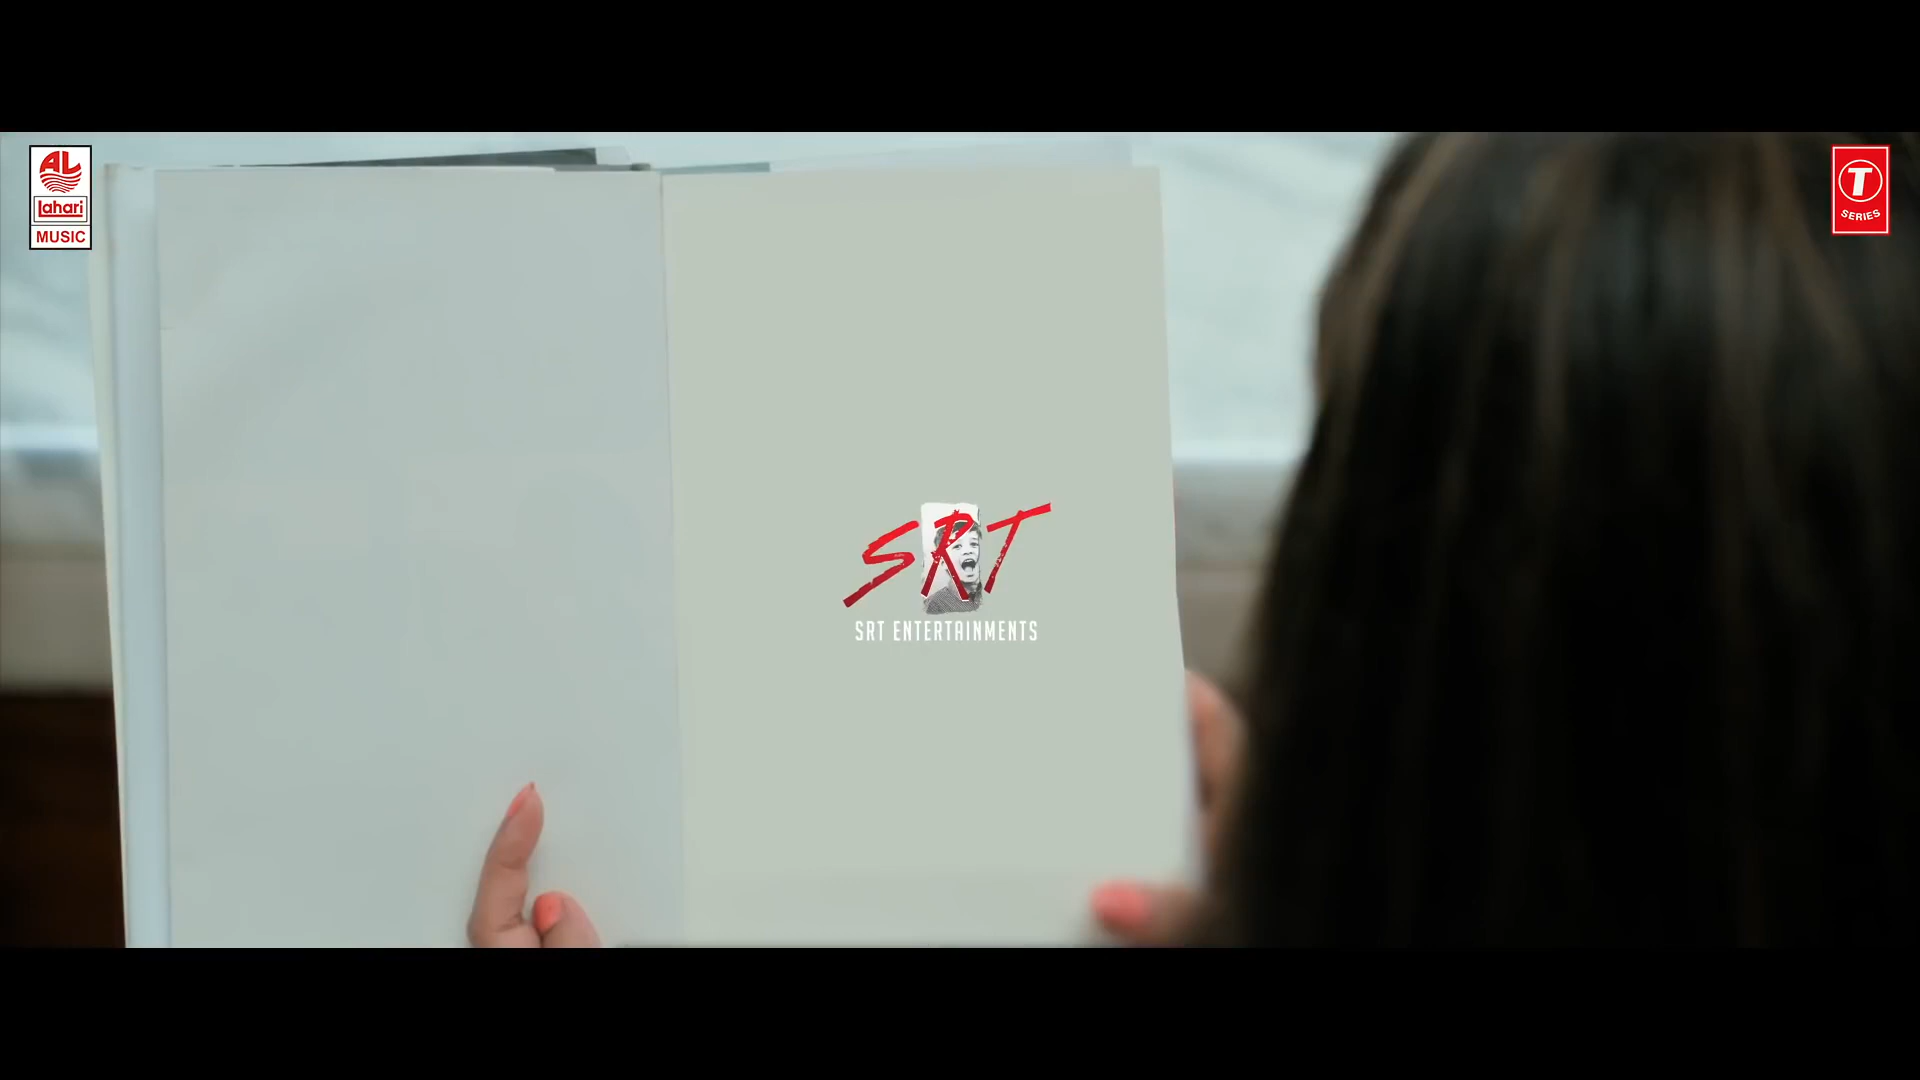 AL
lahari
MUSIC
T
SERIES
SRT
SRT ENTERTAINMENTS